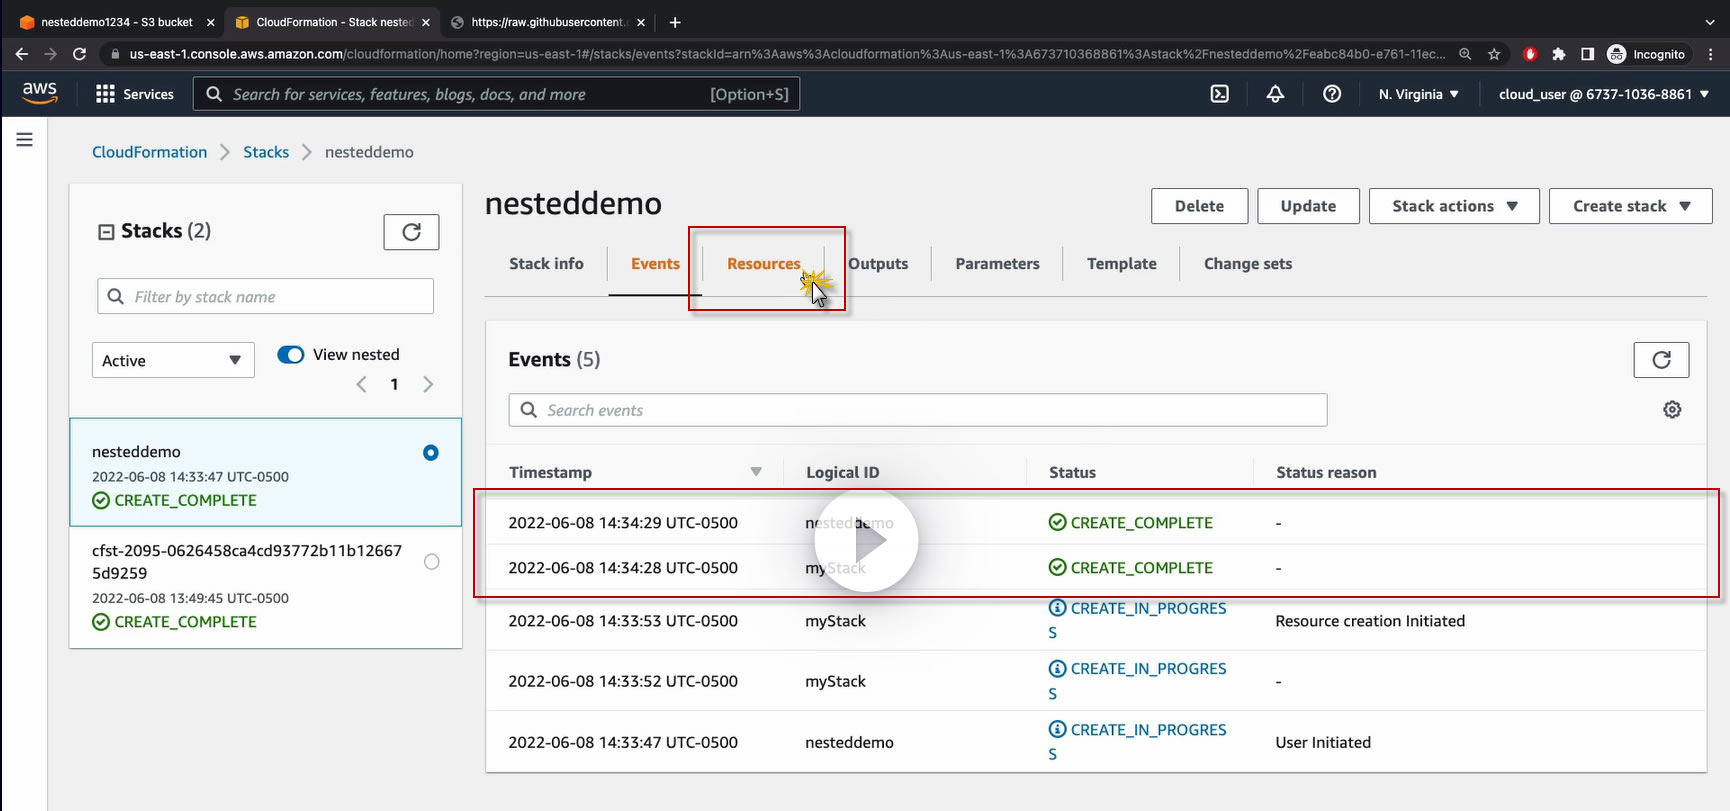 nesteddemo1234 - S3 bucket
CloudFormation - Stack nested
https://raw.githubusercontent.
us-east-1.console.aws.amazon.com/cloudformation/home?region=us-east-1#/stacks/events?stackId=arn%3Aaws%3Acloudformation%3Aus-east-1%3A673710368861%3Astack%2Fnesteddemo%2Feabc84b0-e761-11ec...
Incognito
aws
Services
Search for services, features, blogs, docs, and more
[Option+S]
N. Virginia
cloud_user @ 6737-1036-8861
CloudFormation
Stacks
nesteddemo
Stacks (2)
Filter by stack name
Active
View nested
1
nesteddemo
2022-06-08 14:33:47 UTC-0500
CREATE_COMPLETE
cfst-2095-0626458ca4cd93772b11b12667
5d9259
2022-06-08 13:49:45 UTC-0500
CREATE_COMPLETE
nesteddemo
Delete
Update
Stack actions
Create stack
Stack info
Events
Resources
Outputs
Parameters
Template
Change sets
Events (5)
Search events
Timestamp
Logical ID
Status
Status reason
2022-06-08 14:34:29 UTC-0500
nesteddemo
CREATE_COMPLETE
-
2022-06-08 14:34:28 UTC-0500
myStack
CREATE_COMPLETE
-
2022-06-08 14:33:53 UTC-0500
myStack
CREATE_IN_PROGRES
S
Resource creation Initiated
2022-06-08 14:33:52 UTC-0500
myStack
CREATE_IN_PROGRES
S
-
2022-06-08 14:33:47 UTC-0500
nesteddemo
CREATE_IN_PROGRES
S
User Initiated